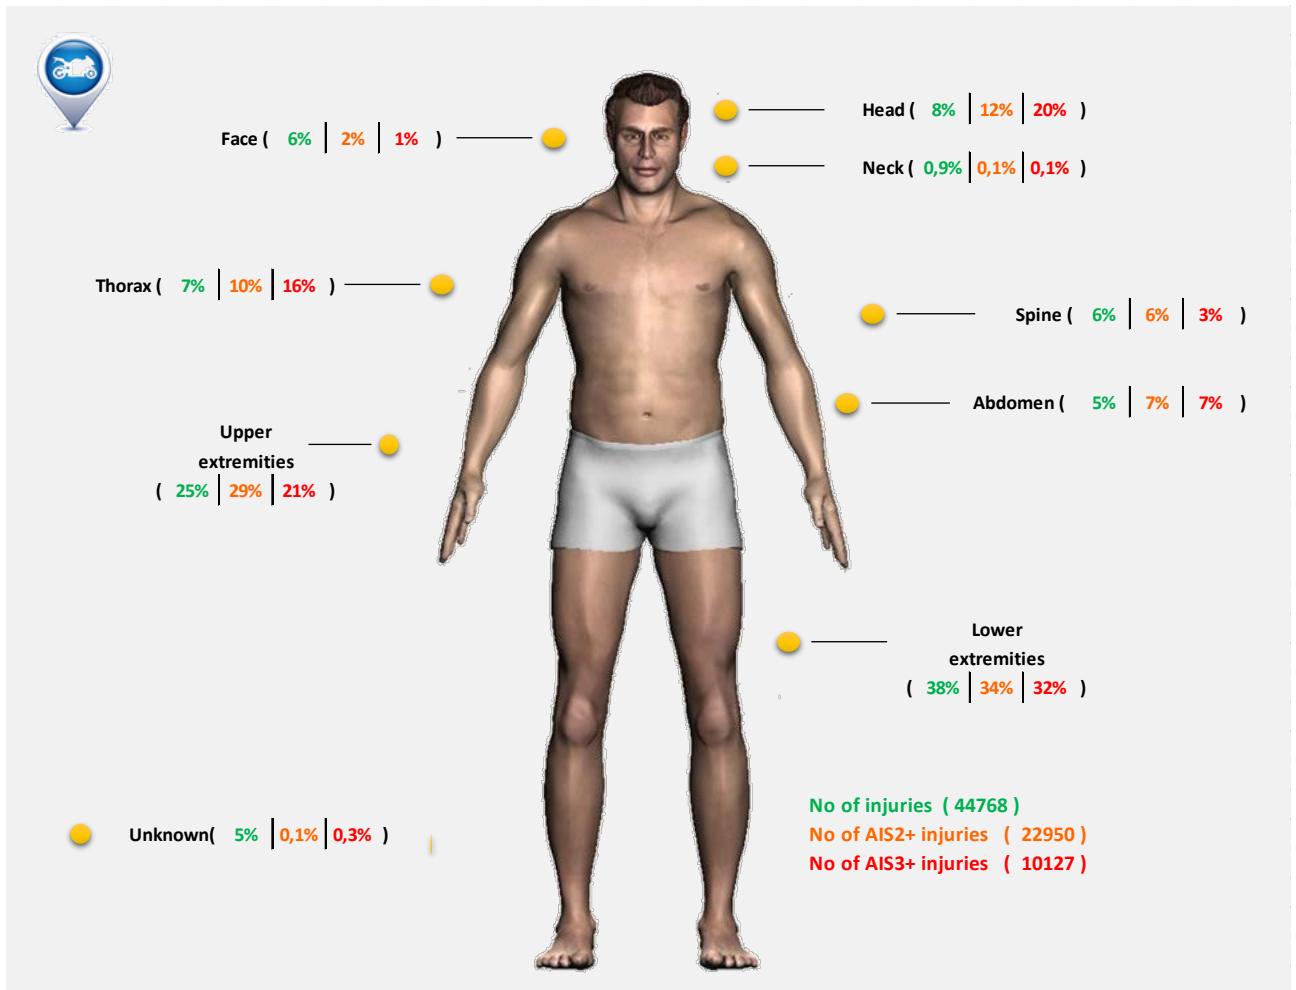 Head ( 8% 12% 20% )
Face ( 6% 2% 1% )
Neck ( 0,9% 0,1% 0,1% )
Thorax ( 7% 10% 16% )
Spine ( 6% 6% 3% )
Abdomen ( 5% 7% 7% )
Upper
extremities
( 25% 29% 21% )
Lower
extremities
( 38% 34% 32% )
No of injuries ( 44768 )
Unknown( 5% 0,1% 0,3% )
No of AIS2+ injuries ( 22950 )
No of AIS3+ injuries ( 10127 )